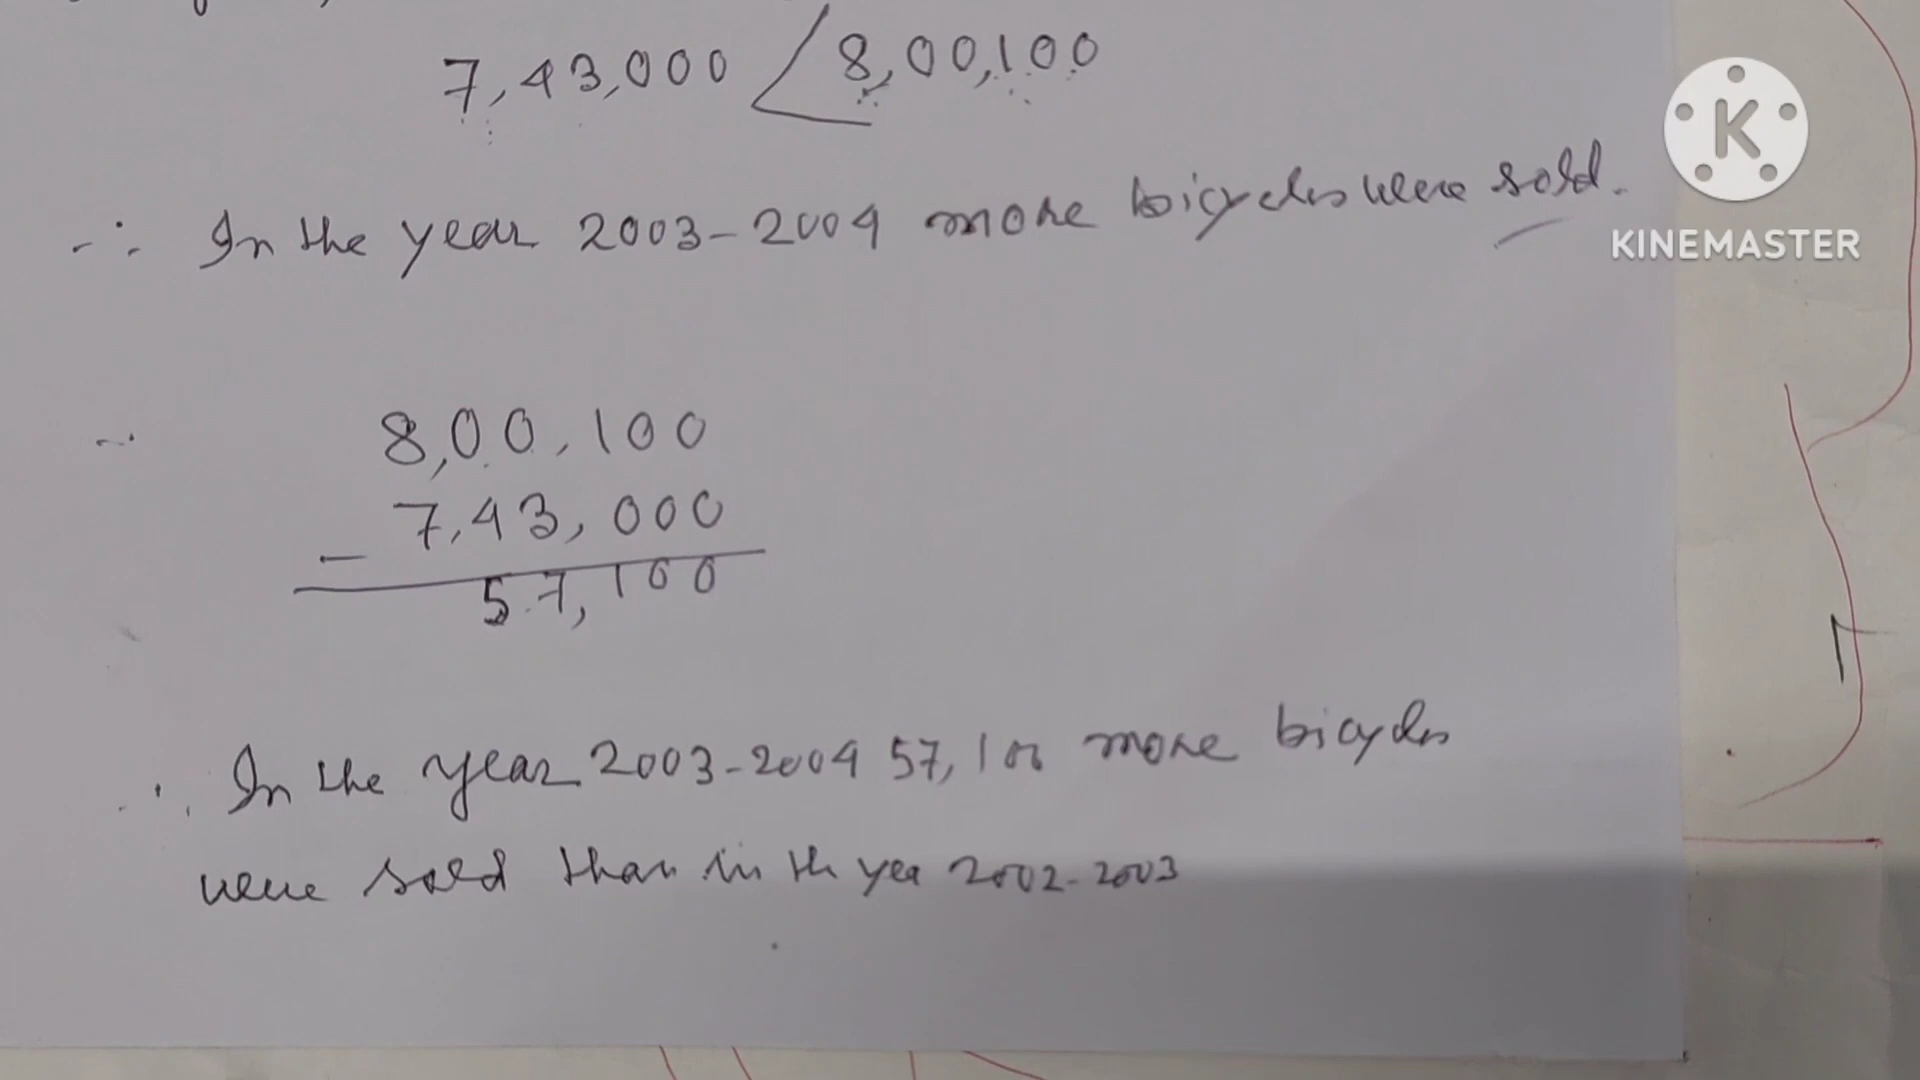 7,43,000 < 8,00,100
∴ In the year 2003-2004 more bicycles were sold.
KINEMASTER
8,00,100
- 7,43,000
57,100
∴ In the year 2003-2004 57,100 more bicycles
were sold than in th yea 2002-2003